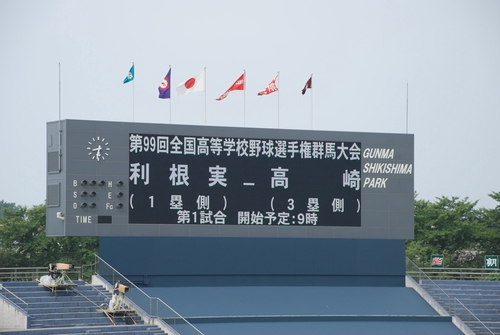 第99回全国高等学校野球選手権群馬大会
利根実 － 高崎
(1塁側) (3塁側)
第1試合 開始予定:9時
GUNMA
SHIKISHIMA
PARK
B H
S E
O Fc
TIME
朝